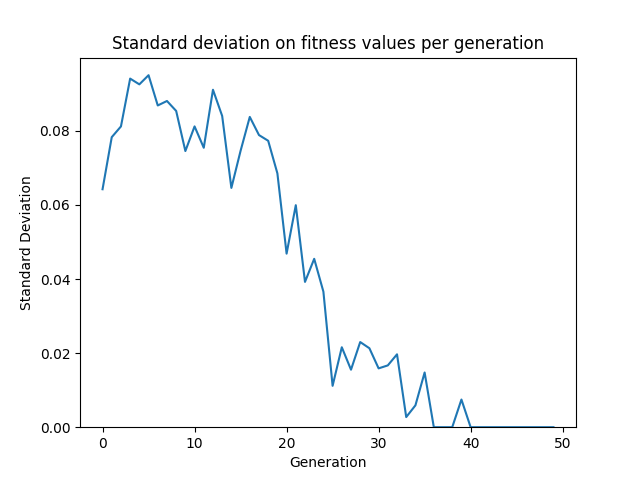 Standard deviation on fitness values per generation
0.08
0.06
0.04
0.02
0.00
Standard Deviation
0 10 20 30 40 50
Generation